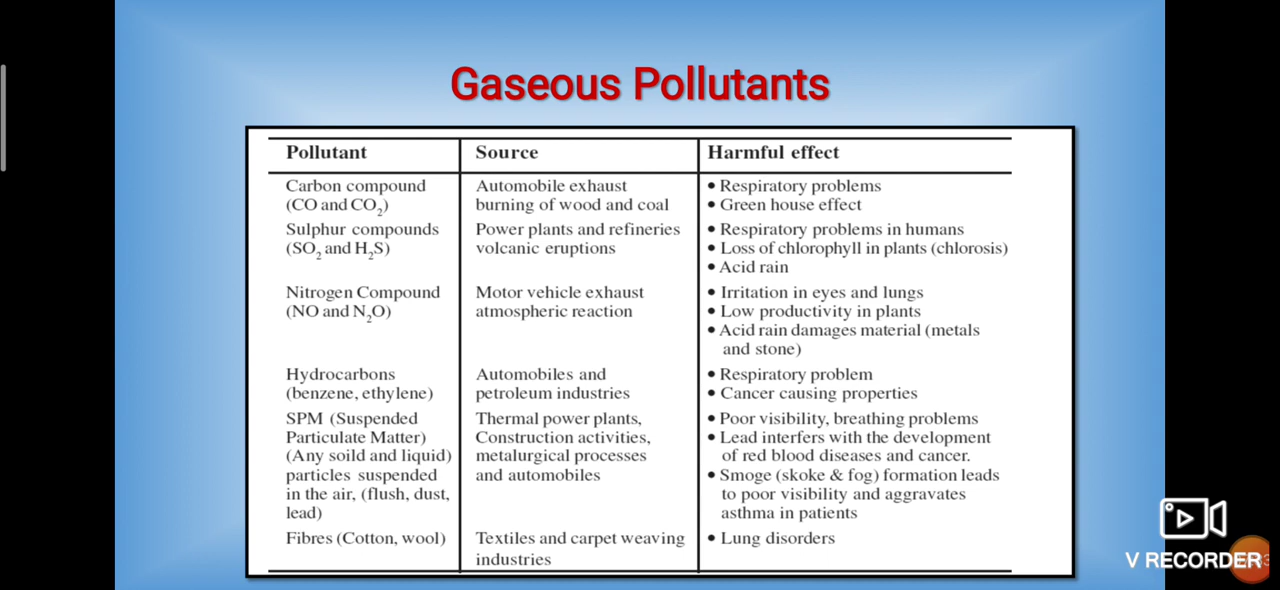 Gaseous Pollutants
Pollutant Source Harmful effect
Carbon compound Automobile exhaust • Respiratory problems
(CO and CO₂) burning of wood and coal • Green house effect
Sulphur compounds Power plants and refineries • Respiratory problems in humans
(SO₂ and H₂S) volcanic eruptions • Loss of chlorophyll in plants (chlorosis)
• Acid rain
Nitrogen Compound Motor vehicle exhaust • Irritation in eyes and lungs
(NO and N₂O) atmospheric reaction • Low productivity in plants
• Acid rain damages material (metals
and stone)
Hydrocarbons Automobiles and • Respiratory problem
(benzene, ethylene) petroleum industries • Cancer causing properties
SPM (Suspended Thermal power plants, • Poor visibility, breathing problems
Particulate Matter) Construction activities, • Lead interfers with the development
(Any soild and liquid) metalurgical processes of red blood diseases and cancer.
particles suspended and automobiles • Smoge (skoke & fog) formation leads
in the air, (flush, dust, to poor visibility and aggravates
lead) asthma in patients
Fibres (Cotton, wool) Textiles and carpet weaving • Lung disorders
industries
V RECORDER